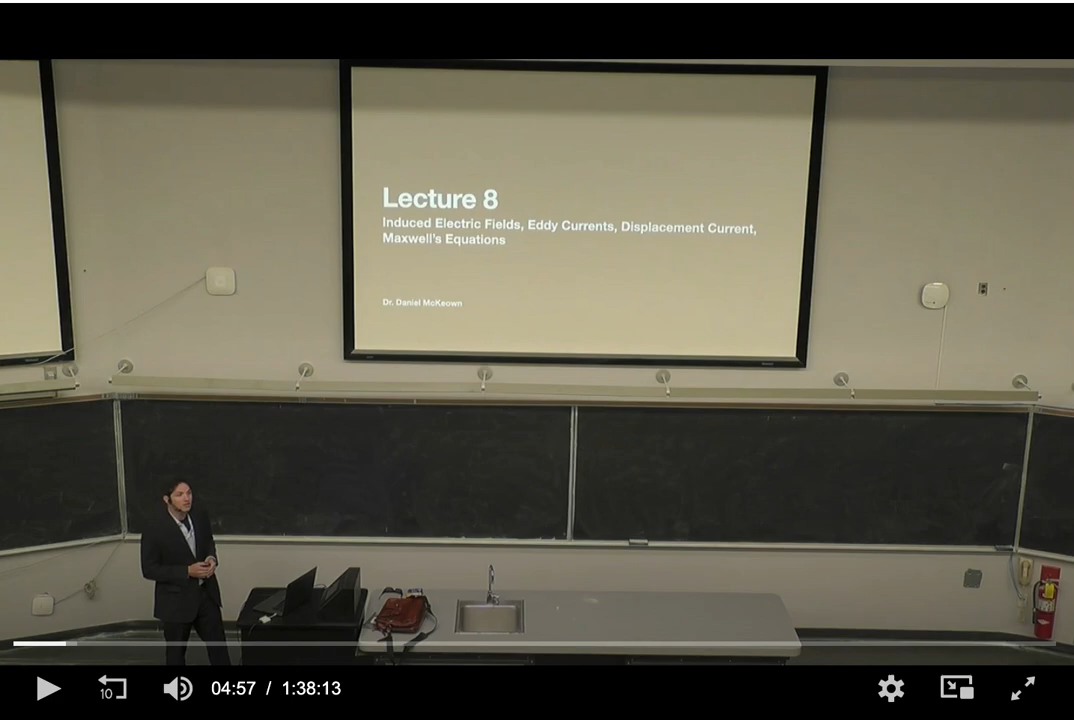 Lecture 8
Induced Electric Fields, Eddy Currents, Displacement Current,
Maxwell's Equations
Dr. Daniel McKeown
10
04:57 / 1:38:13